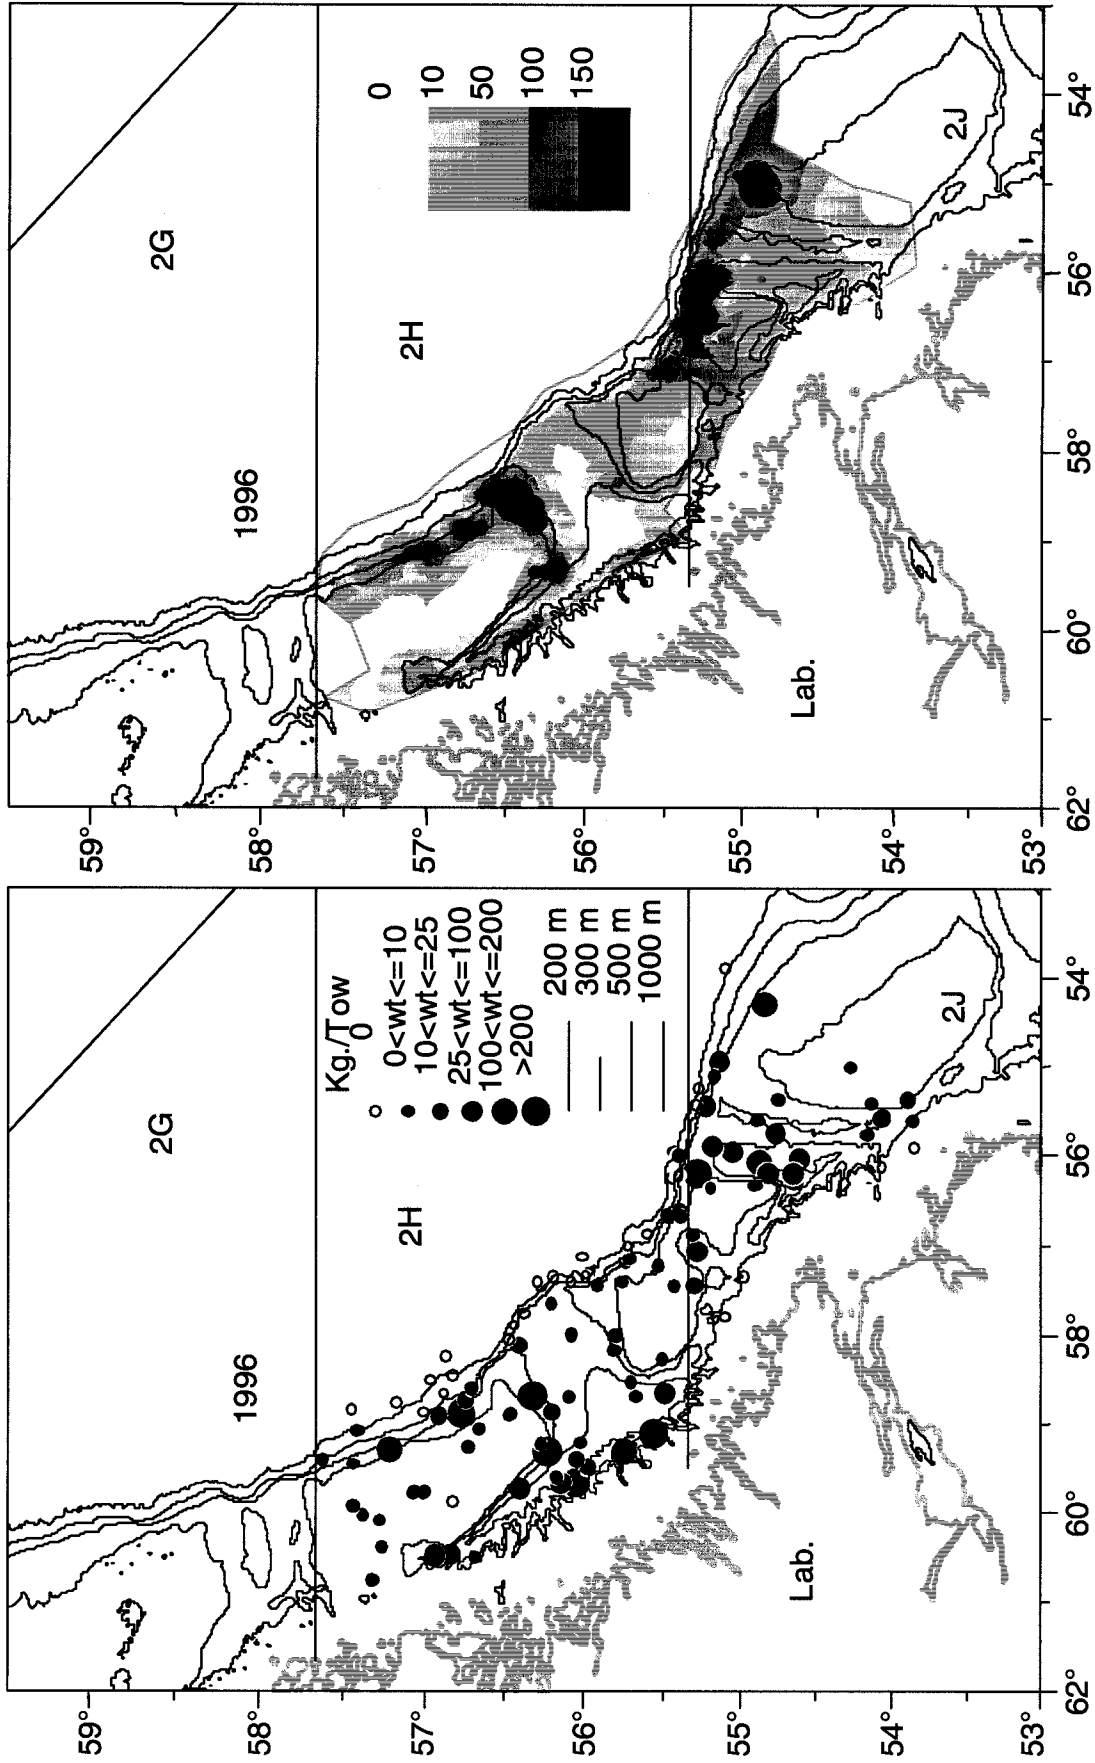 59°
58°
57°
56°
55°
54°
53°
62°
60°
58°
56°
54°
1996
2G
2H
2J
Lab.
0
10
50
100
150
59°
58°
57°
56°
55°
54°
53°
62°
60°
58°
56°
54°
1996
2G
2H
2J
Lab.
Kg./Tow
0
0<wt<=10
10<wt<=25
25<wt<=100
100<wt<=200
>200
200 m
300 m
500 m
1000 m